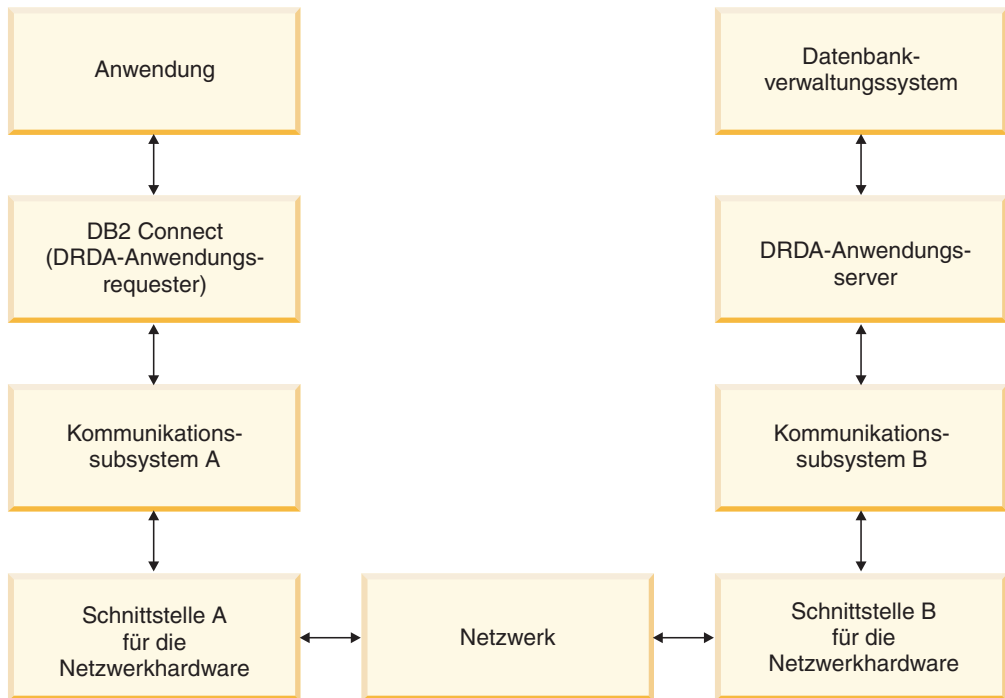 Anwendung
Datenbank-
verwaltungssystem
DB2 Connect
(DRDA-Anwendungs-
requester)
DRDA-Anwendungs-
server
Kommunikations-
subsystem A
Kommunikations-
subsystem B
Schnittstelle A
für die
Netzwerkhardware
Netzwerk
Schnittstelle B
für die
Netzwerkhardware